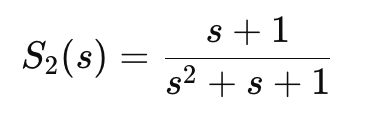 S₂(s) = (s + 1) / (s² + s + 1)